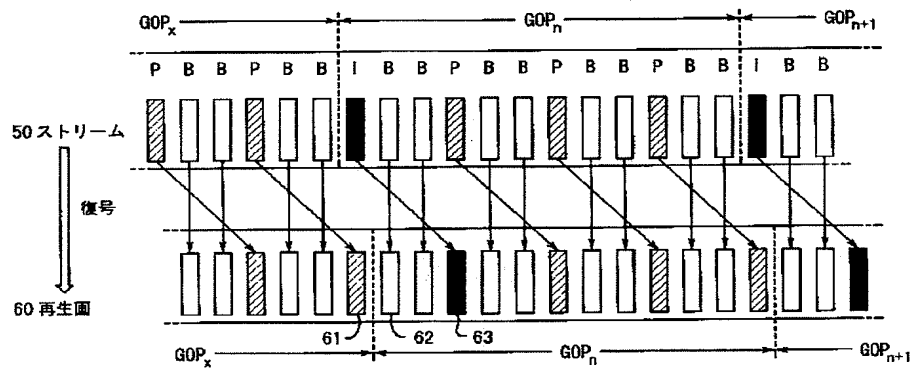 GOPx GOPn GOPn+1
P B B P B B I B B P B B P B B P B B I B B
50 ストリーム
復号
60 再生画
61 62 63
GOPx GOPn GOPn+1